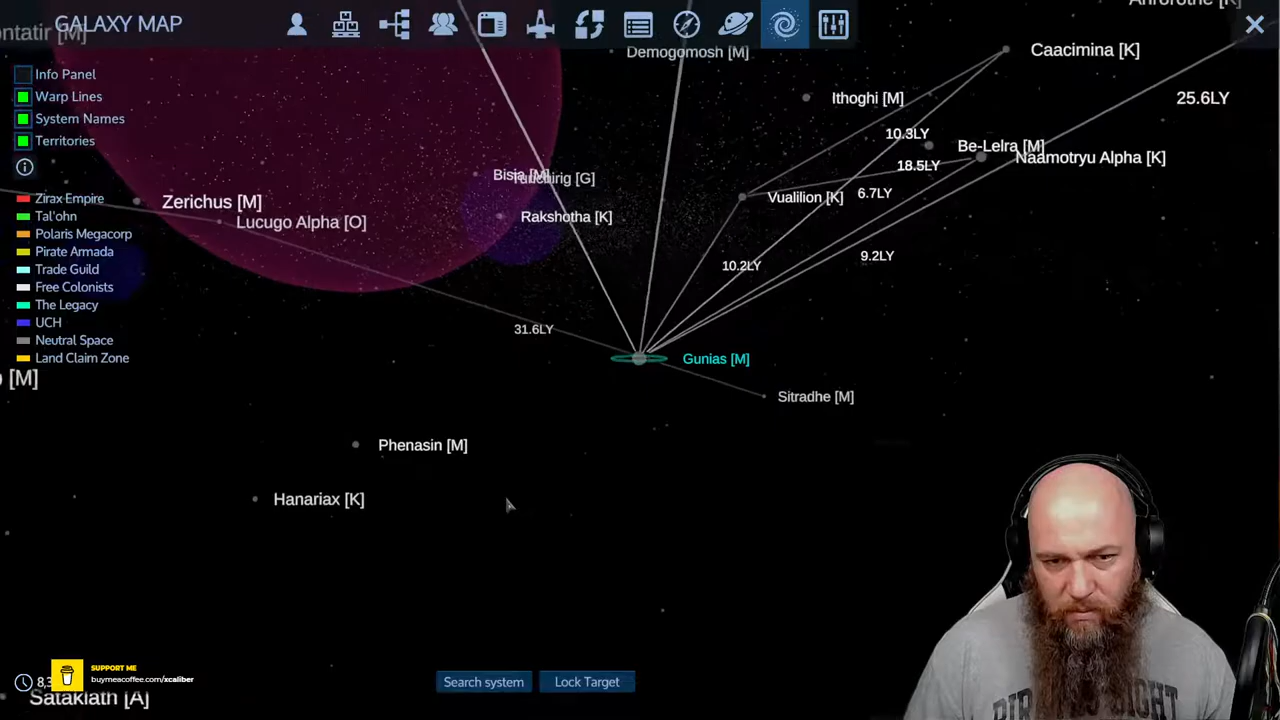 GALAXY MAP
Info Panel
Warp Lines
System Names
Territories
Zirax Empire
Tal'ohn
Polaris Megacorp
Pirate Armada
Trade Guild
Free Colonists
The Legacy
UCH
Neutral Space
Land Claim Zone
Demogomosh [M]
Caacimina [K]
Ithoghi [M]
25.6LY
10.3LY
Be-Lelra [M]
18.5LY
Naamotryu Alpha [K]
6.7LY
Vualilion [K]
Zerichus [M]
Lucugo Alpha [O]
Rakshotha [K]
10.2LY
9.2LY
31.6LY
Gunias [M]
Sitradhe [M]
[M]
Phenasin [M]
Hanariax [K]
SUPPORT ME
buymeacoffee.com/xcaliber
Sataklath [A]
Search system
Lock Target